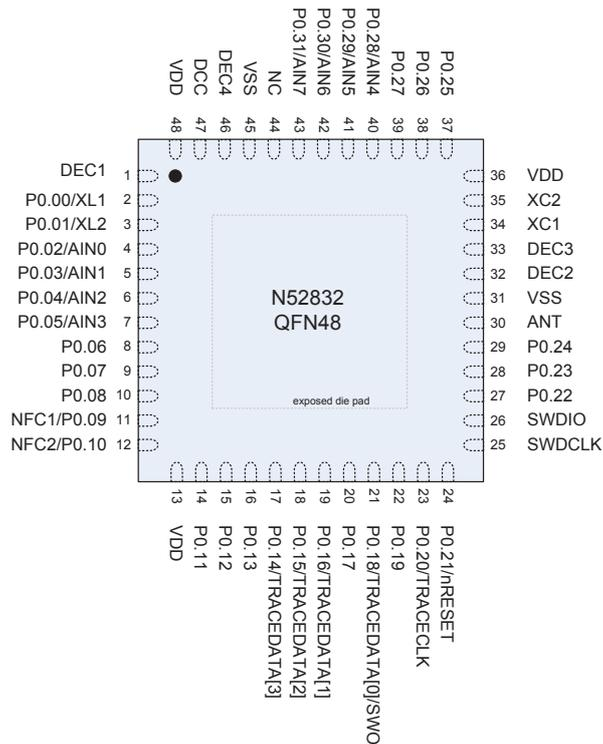 P0.31/AIN7
P0.30/AIN6
P0.29/AIN5
P0.28/AIN4
P0.27
P0.26
P0.25
VDD
DCC
DEC4
VSS
NC
48
47
46
45
44
43
42
41
40
39
38
37
DEC1 1
P0.00/XL1 2
P0.01/XL2 3
P0.02/AIN0 4
P0.03/AIN1 5
P0.04/AIN2 6
P0.05/AIN3 7
P0.06 8
P0.07 9
P0.08 10
NFC1/P0.09 11
NFC2/P0.10 12
N52832
QFN48
exposed die pad
36 VDD
35 XC2
34 XC1
33 DEC3
32 DEC2
31 VSS
30 ANT
29 P0.24
28 P0.23
27 P0.22
26 SWDIO
25 SWDCLK
13
14
15
16
17
18
19
20
21
22
23
24
VDD
P0.11
P0.12
P0.13
P0.14/TRACEDATA[3]
P0.15/TRACEDATA[2]
P0.16/TRACEDATA[1]
P0.17
P0.18/TRACEDATA[0]/SWO
P0.19
P0.20/TRACECLK
P0.21/nRESET